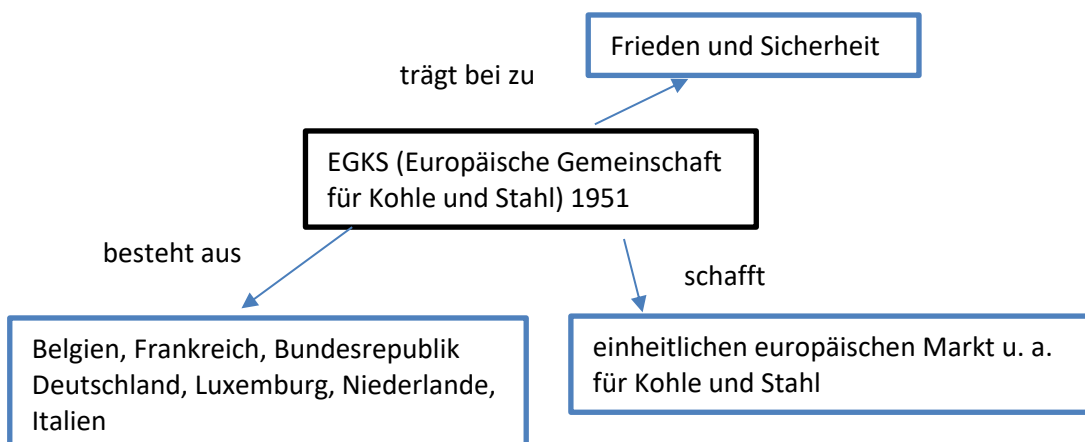 Frieden und Sicherheit
trägt bei zu
EGKS (Europäische Gemeinschaft
für Kohle und Stahl) 1951
besteht aus
schafft
Belgien, Frankreich, Bundesrepublik
Deutschland, Luxemburg, Niederlande,
Italien
einheitlichen europäischen Markt u. a.
für Kohle und Stahl